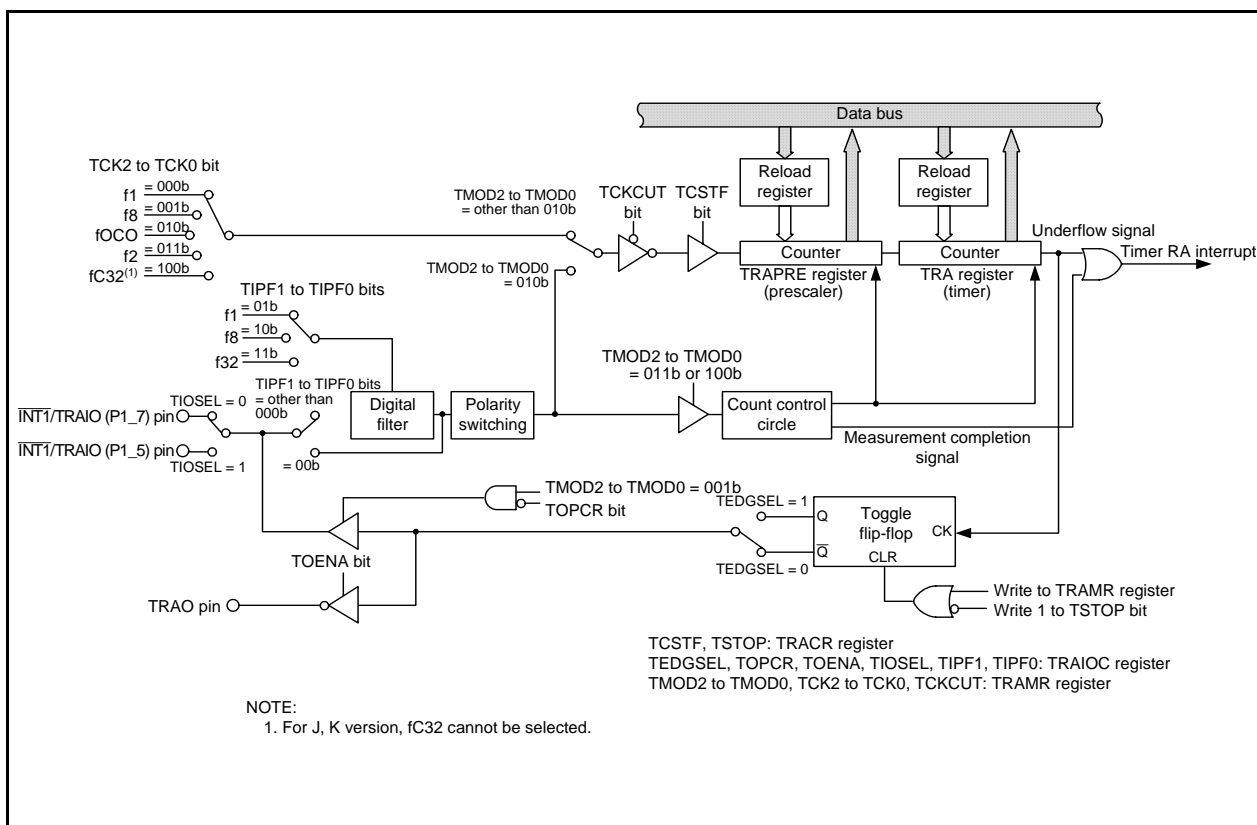 Data bus
TCK2 to TCK0 bit
f1 = 000b
f8 = 001b
fOCO = 010b
f2 = 011b
fC32(1) = 100b
TMOD2 to TMOD0
= other than 010b
TMOD2 to TMOD0
= 010b
TCKCUT
bit
TCSTF
bit
Reload
register
Reload
register
Counter
TRAPRE register
(prescaler)
Counter
TRA register
(timer)
Underflow signal
Timer RA interrupt
TIPF1 to TIPF0 bits
f1 = 01b
f8 = 10b
f32 = 11b
TIPF1 to TIPF0 bits
= other than
000b
= 00b
TIOSEL = 0
INT1/TRAIO (P1_7) pin
INT1/TRAIO (P1_5) pin
TIOSEL = 1
Digital
filter
Polarity
switching
TMOD2 to TMOD0
= 011b or 100b
Count control
circle
Measurement completion
signal
TMOD2 to TMOD0 = 001b
TOPCR bit
TOENA bit
TRAO pin
TEDGSEL = 1
TEDGSEL = 0
Q
Q
Toggle
flip-flop
CK
CLR
Write to TRAMR register
Write 1 to TSTOP bit
TCSTF, TSTOP: TRACR register
TEDGSEL, TOPCR, TOENA, TIOSEL, TIPF1, TIPF0: TRAIOC register
TMOD2 to TMOD0, TCK2 to TCK0, TCKCUT: TRAMR register
NOTE:
1. For J, K version, fC32 cannot be selected.